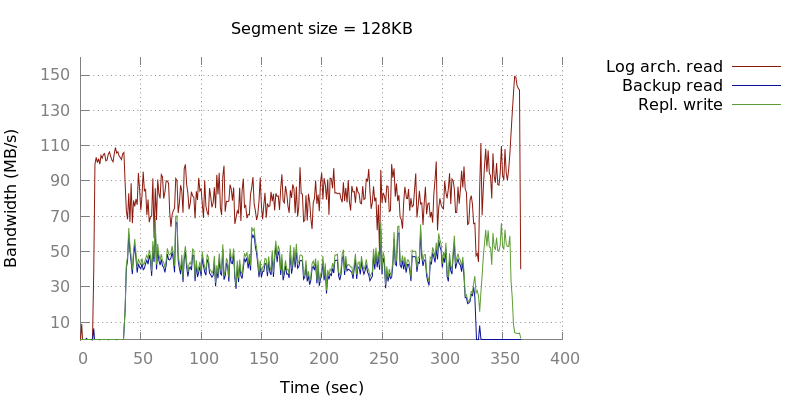 Segment size = 128KB
Log arch. read
Backup read
Repl. write
Bandwidth (MB/s)
150
130
110
90
70
50
30
10
0 50 100 150 200 250 300 350 400
Time (sec)